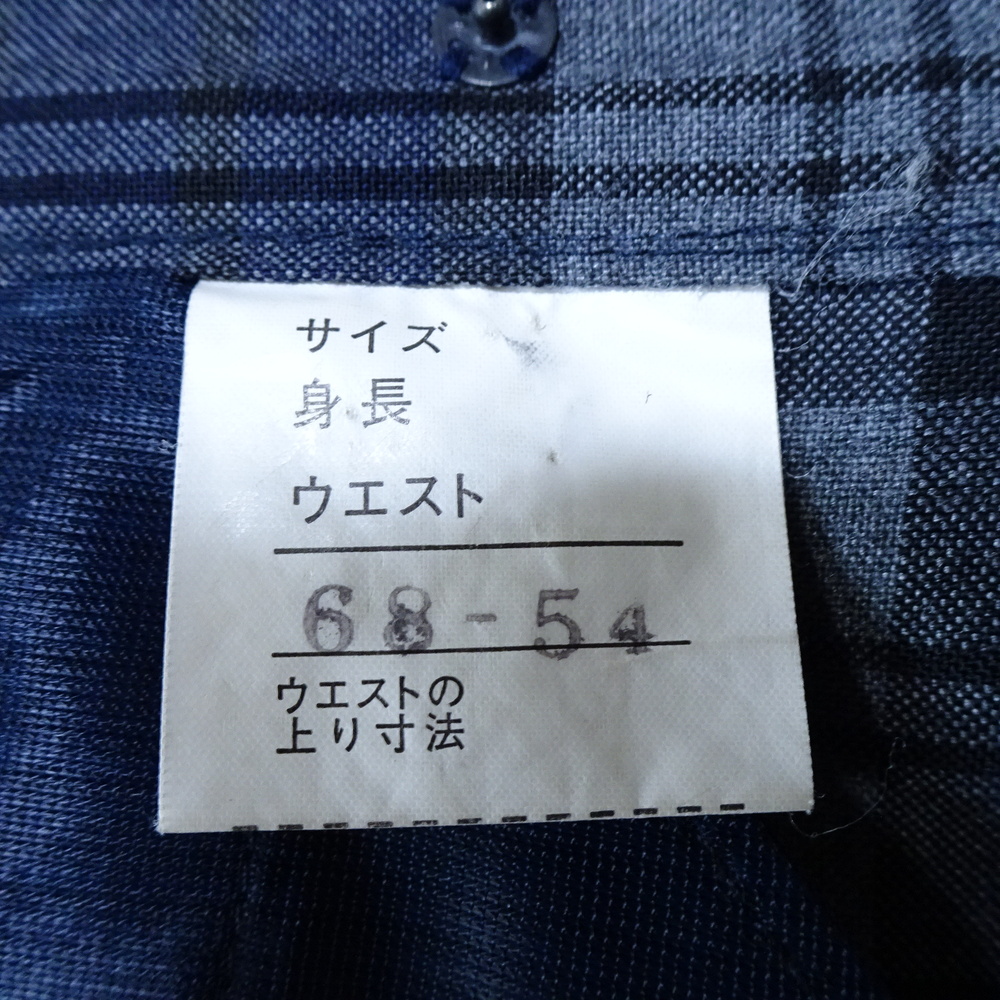 サイズ
身長
ウエスト
68-54
ウエストの
上り寸法